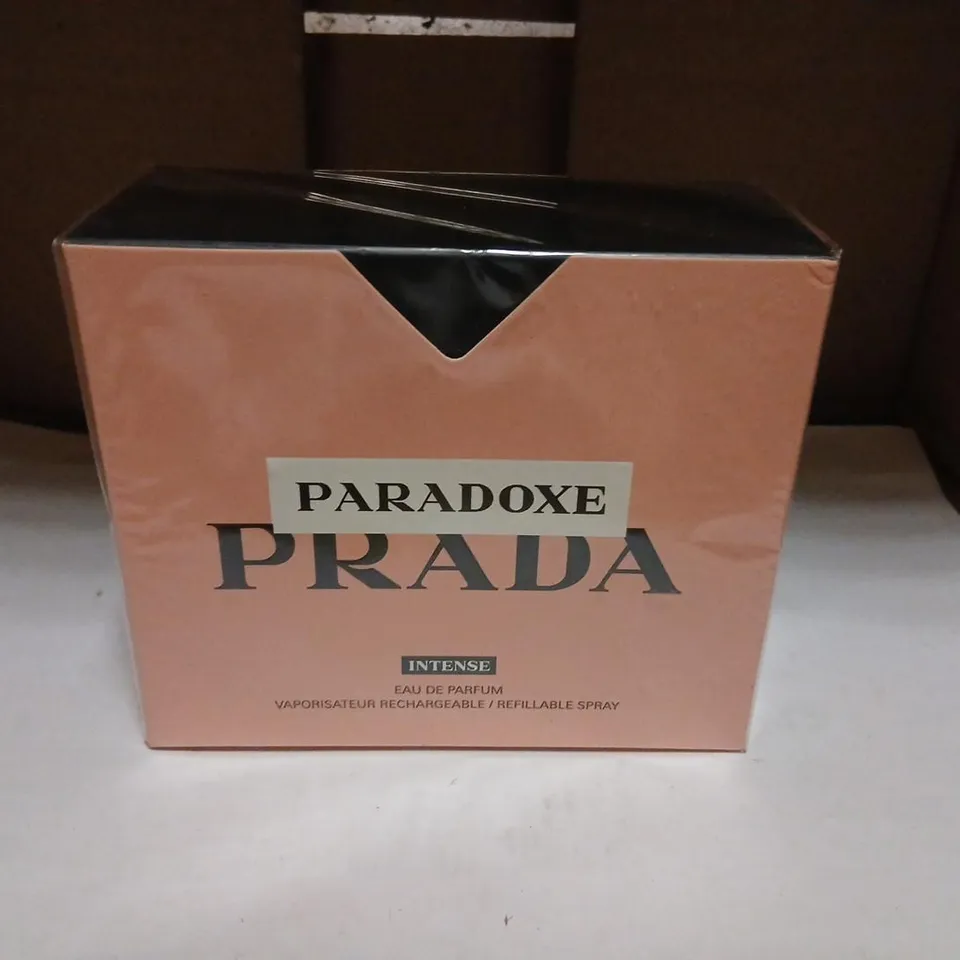 PARADOXE
PRADA
INTENSE
EAU DE PARFUM
VAPORISATEUR RECHARGEABLE / REFILLABLE SPRAY